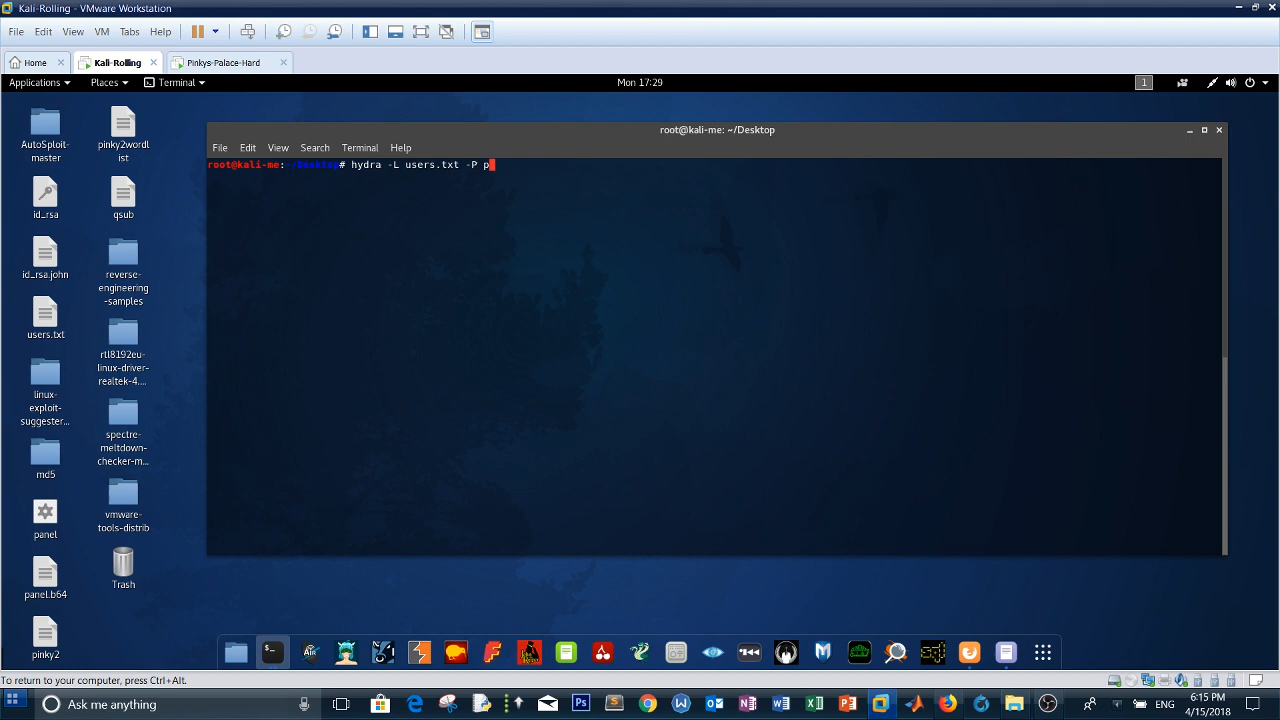 Kali-Rolling - VMware Workstation
File Edit View VM Tabs Help
Home Kali-Rolling Pinkys-Palace-Hard
Applications Places Terminal Mon 17:29 1
root@kali-me: ~/Desktop
File Edit View Search Terminal Help
root@kali-me:~/Desktop# hydra -L users.txt -P p
AutoSploit-
master
pinky2wordl
ist
id_rsa
qsub
id_rsa.john
reverse-
engineering
-samples
users.txt
rtl8192eu-
linux-driver-
realtek-4....
linux-
exploit-
suggester...
spectre-
meltdown-
checker-m...
md5
panel
vmware-
tools-distrib
panel.b64
Trash
pinky2
To return to your computer, press Ctrl+Alt.
Ask me anything
ENG
6:15 PM
4/15/2018